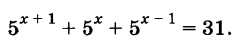 5^{x + 1} + 5^{x} + 5^{x − 1} = 31.